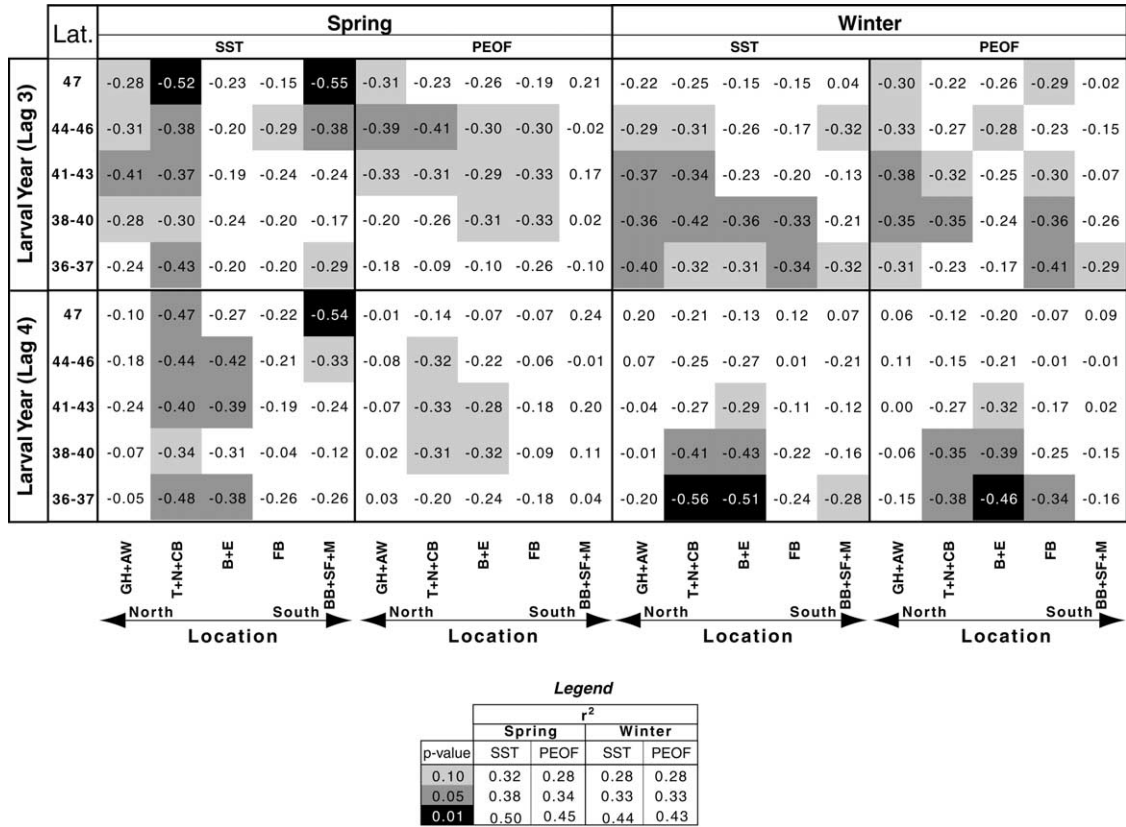 Lat. Spring Winter
SST PEOF SST PEOF
Larval Year (Lag 3)
47 -0.28 -0.52 -0.23 -0.15 -0.55 -0.31 -0.23 -0.26 -0.19 0.21 -0.22 -0.25 -0.15 -0.15 0.04 -0.30 -0.22 -0.26 -0.29 -0.02
44-46 -0.31 -0.38 -0.20 -0.29 -0.38 -0.39 -0.41 -0.30 -0.30 -0.02 -0.29 -0.31 -0.26 -0.17 -0.32 -0.33 -0.27 -0.28 -0.23 -0.15
41-43 -0.41 -0.37 -0.19 -0.24 -0.24 -0.33 -0.31 -0.29 -0.33 0.17 -0.37 -0.34 -0.23 -0.20 -0.13 -0.38 -0.32 -0.25 -0.30 -0.07
38-40 -0.28 -0.30 -0.24 -0.20 -0.17 -0.20 -0.26 -0.31 -0.33 0.02 -0.36 -0.42 -0.36 -0.33 -0.21 -0.35 -0.35 -0.24 -0.36 -0.26
36-37 -0.24 -0.43 -0.20 -0.20 -0.29 -0.18 -0.09 -0.10 -0.26 -0.10 -0.40 -0.32 -0.31 -0.34 -0.32 -0.31 -0.23 -0.17 -0.41 -0.29
Larval Year (Lag 4)
47 -0.10 -0.47 -0.27 -0.22 -0.54 -0.01 -0.14 -0.07 -0.07 0.24 0.20 -0.21 -0.13 0.12 0.07 0.06 -0.12 -0.20 -0.07 0.09
44-46 -0.18 -0.44 -0.42 -0.21 -0.33 -0.08 -0.32 -0.22 -0.06 -0.01 0.07 -0.25 -0.27 0.01 -0.21 0.11 -0.15 -0.21 -0.01 -0.01
41-43 -0.24 -0.40 -0.39 -0.19 -0.24 -0.07 -0.33 -0.28 -0.18 0.20 -0.04 -0.27 -0.29 -0.11 -0.12 0.00 -0.27 -0.32 -0.17 0.02
38-40 -0.07 -0.34 -0.31 -0.04 -0.12 0.02 -0.31 -0.32 -0.09 0.11 -0.01 -0.41 -0.43 -0.22 -0.16 -0.06 -0.35 -0.39 -0.25 -0.15
36-37 -0.05 -0.48 -0.38 -0.26 -0.26 0.03 -0.20 -0.24 -0.18 0.04 -0.20 -0.56 -0.51 -0.24 -0.28 -0.15 -0.38 -0.46 -0.34 -0.16
GH+AW T+N+CB B+E FB BB+SF+M GH+AW T+N+CB B+E FB BB+SF+M GH+AW T+N+CB B+E FB BB+SF+M GH+AW T+N+CB B+E FB BB+SF+M
North South North South North South North South
Location Location Location Location
Legend
r²
Spring Winter
p-value SST PEOF SST PEOF
0.10 0.32 0.28 0.28 0.28
0.05 0.38 0.34 0.33 0.33
0.01 0.50 0.45 0.44 0.43